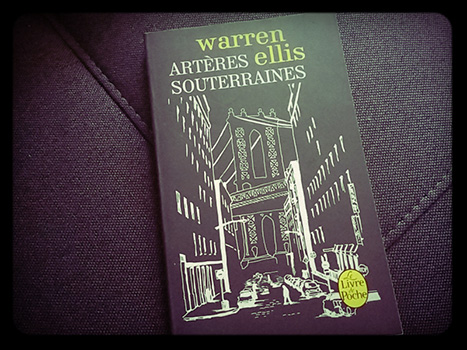 warren
ARTÈRES ellis
SOUTERRAINES
Le
Livre
de
Poche